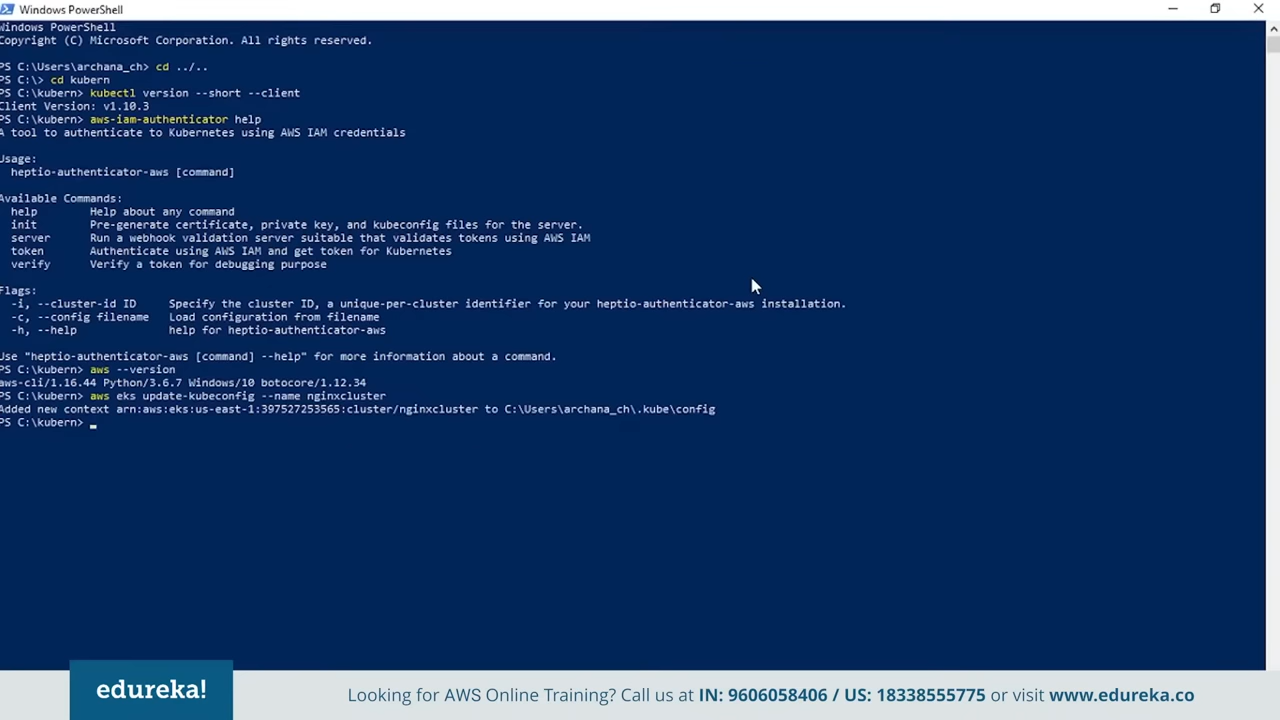 Windows PowerShell
Windows PowerShell
Copyright (C) Microsoft Corporation. All rights reserved.
PS C:\Users\archana_ch> cd ../..
PS C:\> cd kubern
PS C:\kubern> kubectl version --short --client
Client Version: v1.10.3
PS C:\kubern> aws-iam-authenticator help
A tool to authenticate to Kubernetes using AWS IAM credentials
Usage:
heptio-authenticator-aws [command]
Available Commands:
help Help about any command
init Pre-generate certificate, private key, and kubeconfig files for the server.
server Run a webhook validation server suitable that validates tokens using AWS IAM
token Authenticate using AWS IAM and get token for Kubernetes
verify Verify a token for debugging purpose
Flags:
-i, --cluster-id ID Specify the cluster ID, a unique-per-cluster identifier for your heptio-authenticator-aws installation.
-c, --config filename Load configuration from filename
-h, --help help for heptio-authenticator-aws
Use "heptio-authenticator-aws [command] --help" for more information about a command.
PS C:\kubern> aws --version
aws-cli/1.16.44 Python/3.6.7 Windows/10 botocore/1.12.34
PS C:\kubern> aws eks update-kubeconfig --name nginxcluster
Added new context arn:aws:eks:us-east-1:397527253565:cluster/nginxcluster to C:\Users\archana_ch\.kube\config
PS C:\kubern>
edureka!
Looking for AWS Online Training? Call us at IN: 9606058406 / US: 18338555775 or visit www.edureka.co